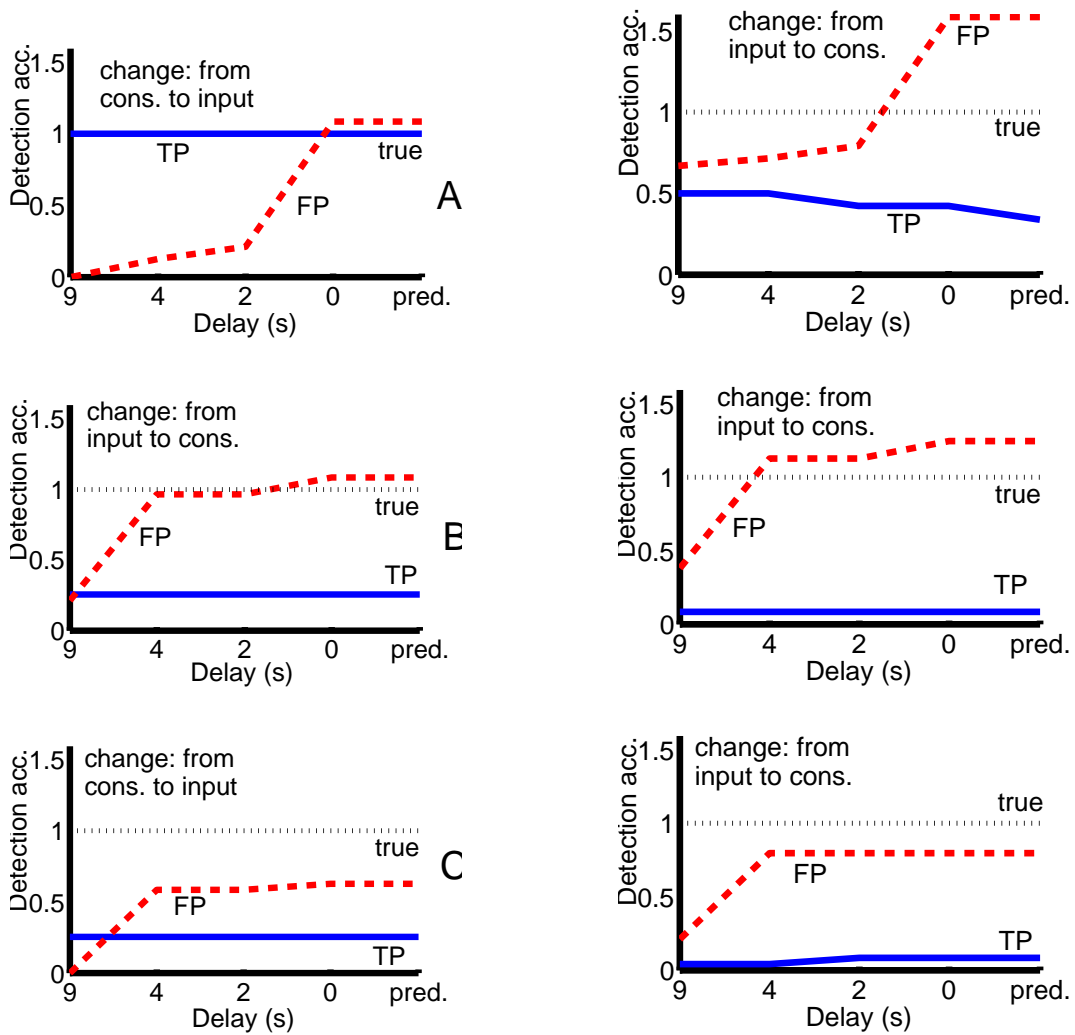 Detection acc.
1.5
1
0.5
0
change: from
cons. to input
TP
FP
true
9 4 2 0 pred.
Delay (s)
A
Detection acc.
1.5
1
0.5
0
change: from
input to cons.
FP
true
TP
9 4 2 0 pred.
Delay (s)
Detection acc.
1.5
1
0.5
0
change: from
input to cons.
true
FP
TP
9 4 2 0 pred.
Delay (s)
B
Detection acc.
1.5
1
0.5
0
change: from
input to cons.
true
FP
TP
9 4 2 0 pred.
Delay (s)
Detection acc.
1.5
1
0.5
0
change: from
cons. to input
true
FP
TP
9 4 2 0 pred.
Delay (s)
C
Detection acc.
1.5
1
0.5
0
change: from
input to cons.
true
FP
TP
9 4 2 0 pred.
Delay (s)